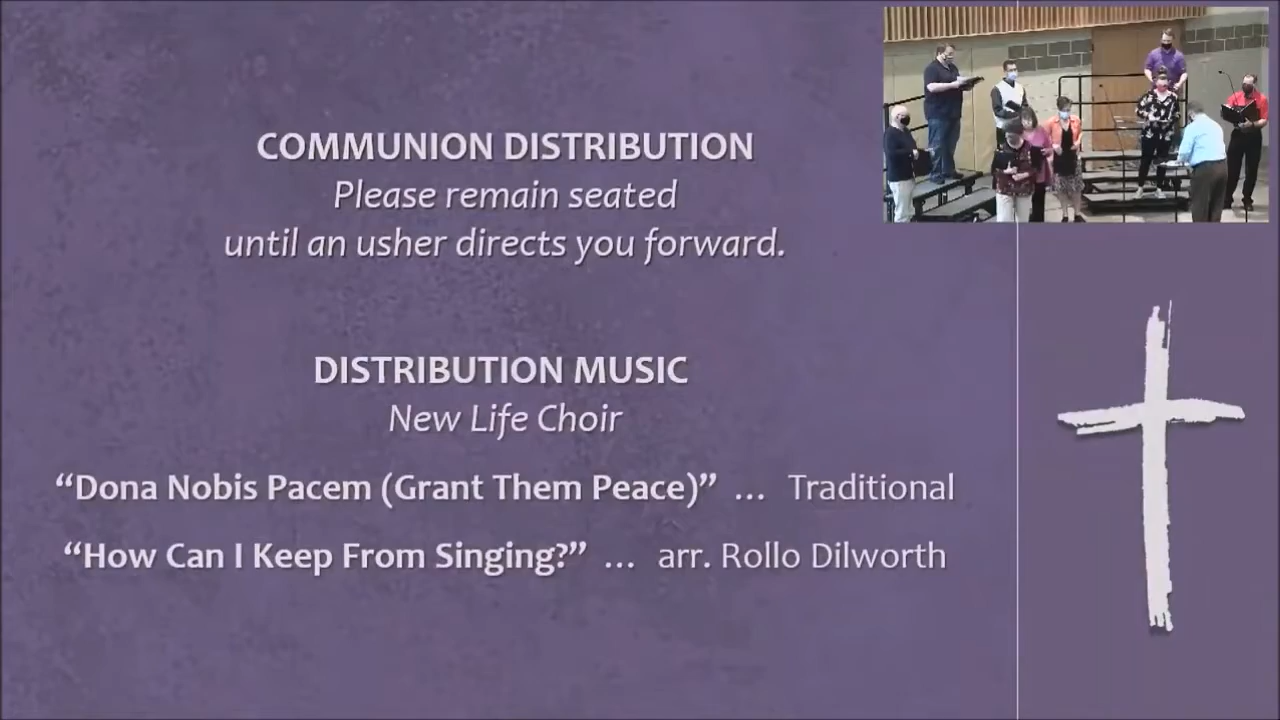 COMMUNION DISTRIBUTION
Please remain seated
until an usher directs you forward.
DISTRIBUTION MUSIC
New Life Choir
“Dona Nobis Pacem (Grant Them Peace)” ... Traditional
“How Can I Keep From Singing?” ... arr. Rollo Dilworth